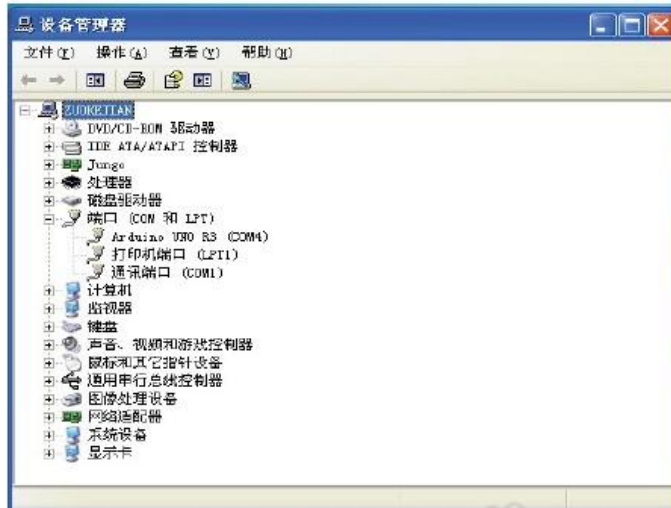 设备管理器
文件(F) 操作(A) 查看(V) 帮助(H)
ZUOKEJIAN
DVD/CD-ROM 驱动器
IDE ATA/ATAPI 控制器
Jungo
处理器
磁盘驱动器
端口 (COM 和 LPT)
Arduino UNO R3 (COM4)
打印机端口 (LPT1)
通讯端口 (COM1)
计算机
监视器
键盘
声音、视频和游戏控制器
鼠标和其它指针设备
通用串行总线控制器
图像处理设备
网络适配器
系统设备
显示卡